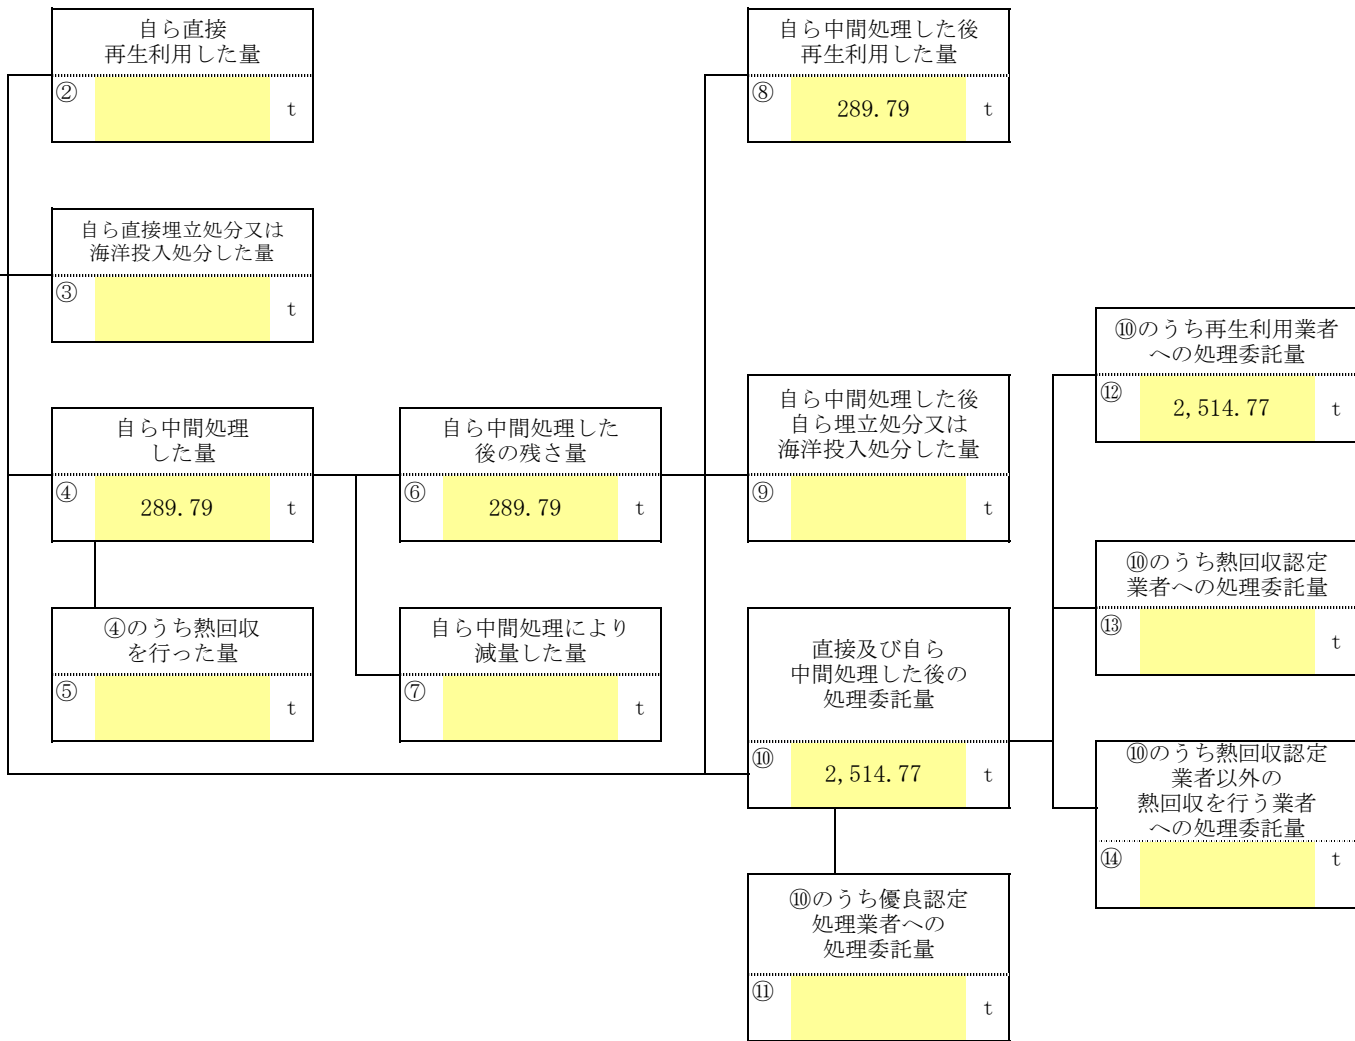 自ら直接
再生利用した量
②
t
自ら直接埋立処分又は
海洋投入処分した量
③
t
自ら中間処理
した量
④
289.79
t
④のうち熱回収
を行った量
⑤
t
自ら中間処理した
後の残さ量
⑥
289.79
t
自ら中間処理により
減量した量
⑦
t
自ら中間処理した後
再生利用した量
⑧
289.79
t
自ら中間処理した後
自ら埋立処分又は
海洋投入処分した量
⑨
t
直接及び自ら
中間処理した後の
処理委託量
⑩
2,514.77
t
⑩のうち優良認定
処理業者への
処理委託量
⑪
t
⑩のうち再生利用業者
への処理委託量
⑫
2,514.77
t
⑩のうち熱回収認定
業者への処理委託量
⑬
t
⑩のうち熱回収認定
業者以外の
熱回収を行う業者
への処理委託量
⑭
t